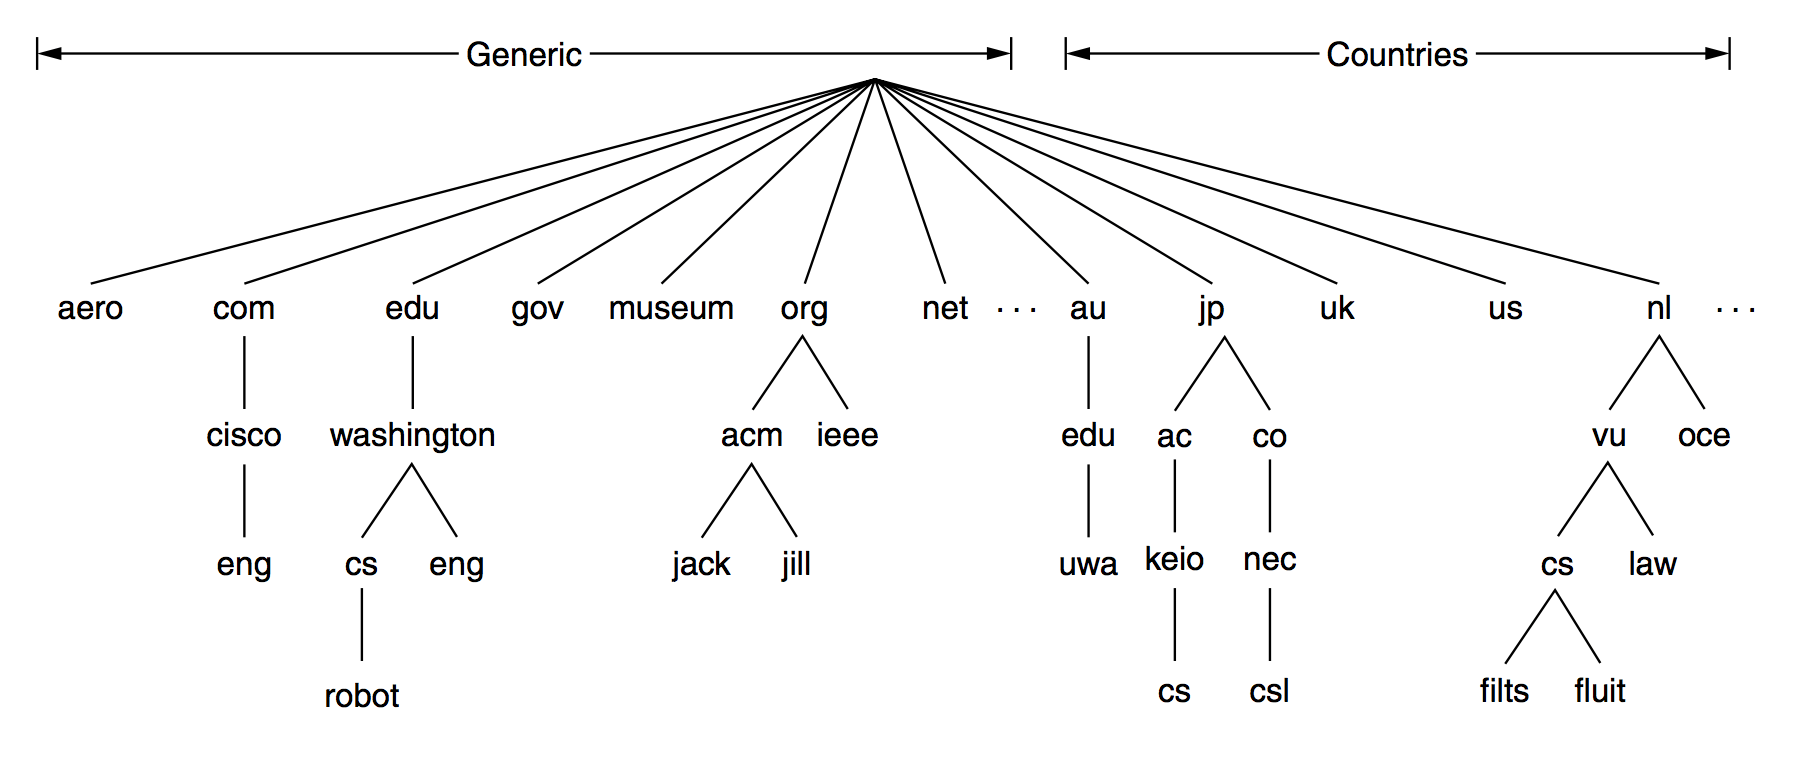 Generic Countries
aero com edu gov museum org net ... au jp uk us nl ...
cisco washington acm ieee edu ac co vu oce
eng cs eng jack jill uwa keio nec cs law
robot cs csl filts fluit